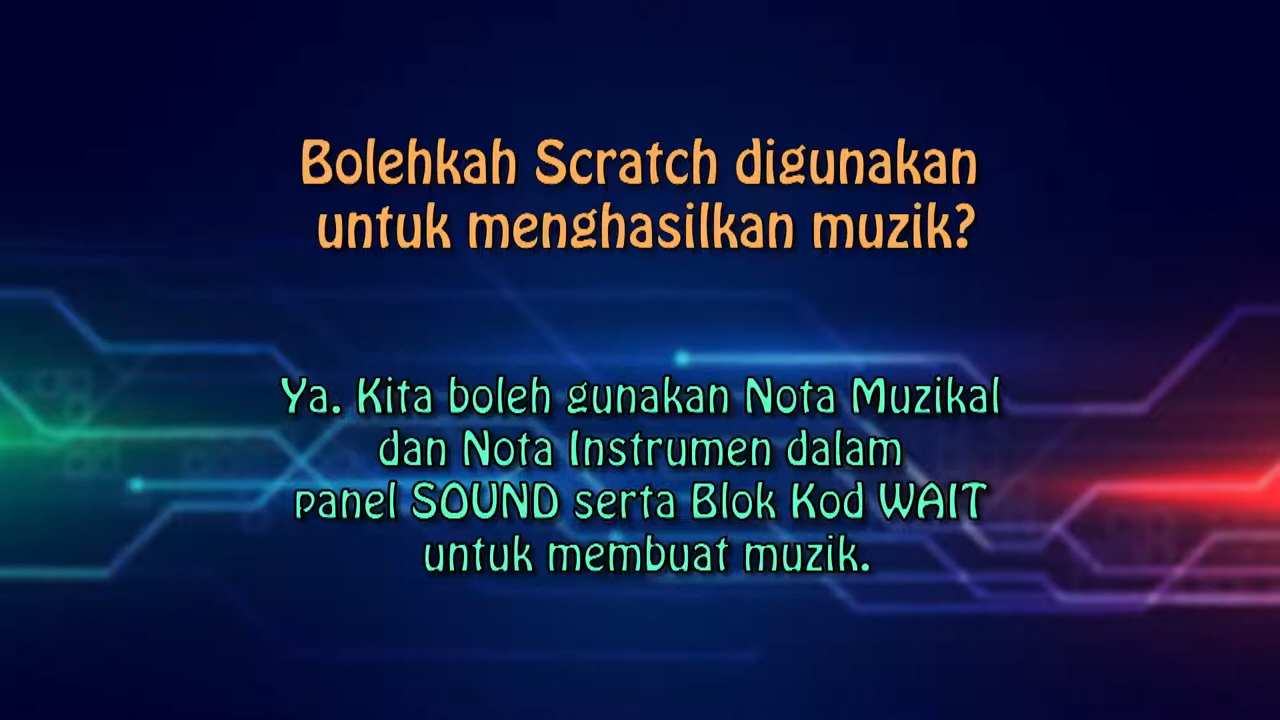 Bolehkah Scratch digunakan
untuk menghasilkan muzik?
Ya. Kita boleh gunakan Nota Muzikal
dan Nota Instrumen dalam
panel SOUND serta Blok Kod WAIT
untuk membuat muzik.